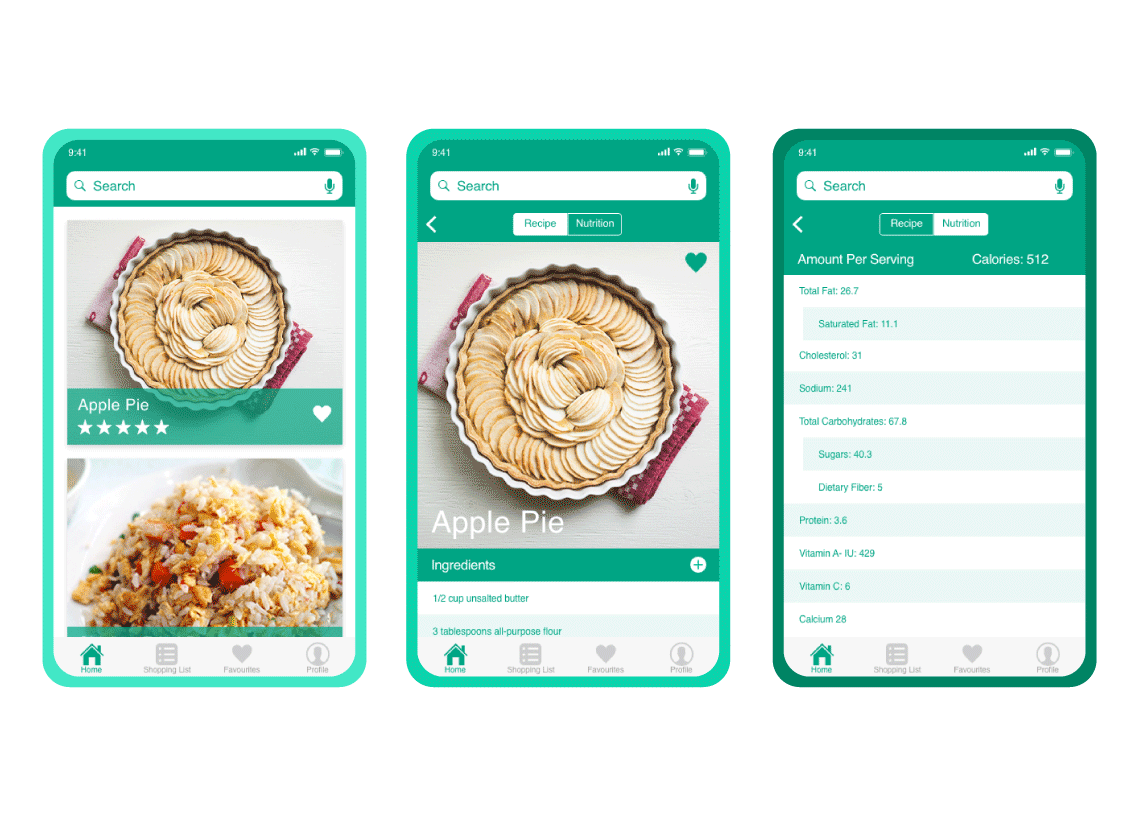 9:41
Search
Apple Pie
Home Shopping List Favourites Profile
9:41
Search
Recipe Nutrition
Apple Pie
Ingredients
1/2 cup unsalted butter
3 tablespoons all-purpose flour
Home Shopping List Favourites Profile
9:41
Search
Recipe Nutrition
Amount Per Serving Calories: 512
Total Fat: 26.7
Saturated Fat: 11.1
Cholesterol: 31
Sodium: 241
Total Carbohydrates: 67.8
Sugars: 40.3
Dietary Fiber: 5
Protein: 3.6
Vitamin A- IU: 429
Vitamin C: 6
Calcium 28
Home Shopping List Favourites Profile